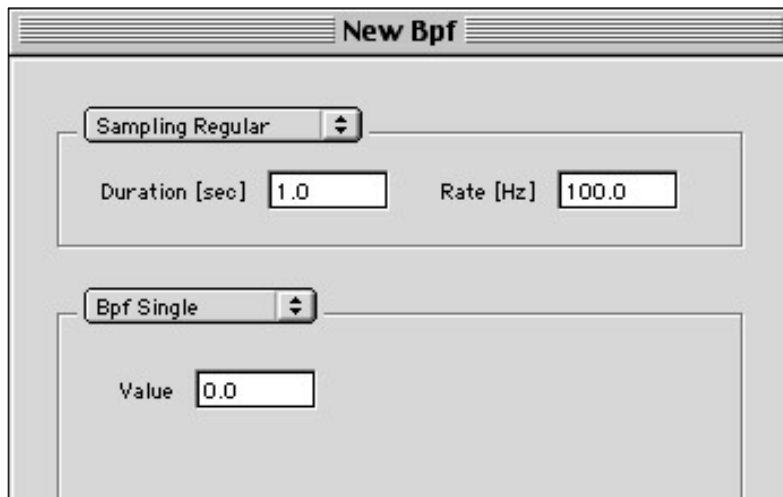 New Bpf
Sampling Regular
Duration [sec] 1.0 Rate [Hz] 100.0
Bpf Single
Value 0.0